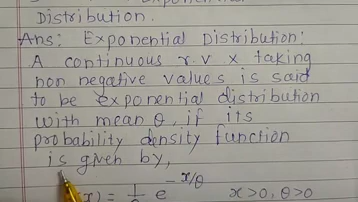 Distribution.
Ans: Exponential Distribution:
A continuous r.v x taking
non negative values is said
to be exponential distribution
with mean θ, if its
probability density function
is given by,
x) = 1/θ e^-x/θ x>0, θ>0